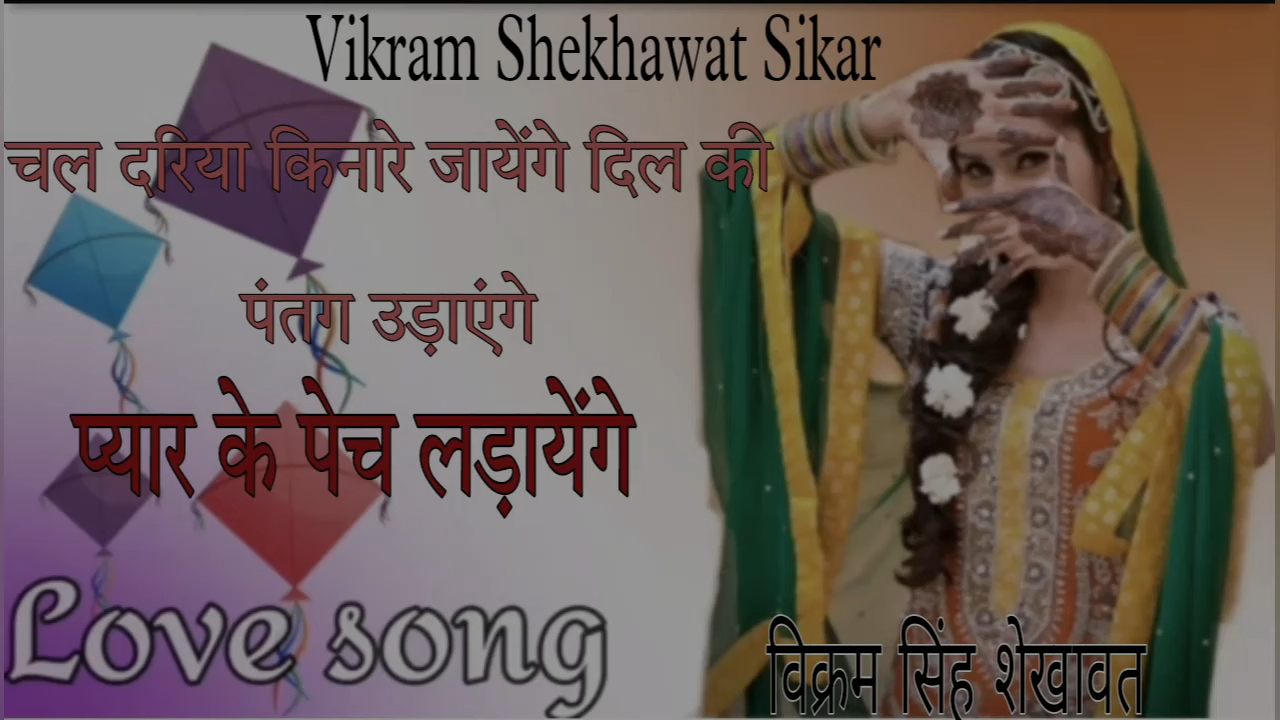 Vikram Shekhawat Sikar
चल दरिया किनारे जायेंगे दिल की
पंतग उड़ाएंगे
प्यार के पेच लड़ायेंगे
Love song
विक्रम सिंह शेखावत